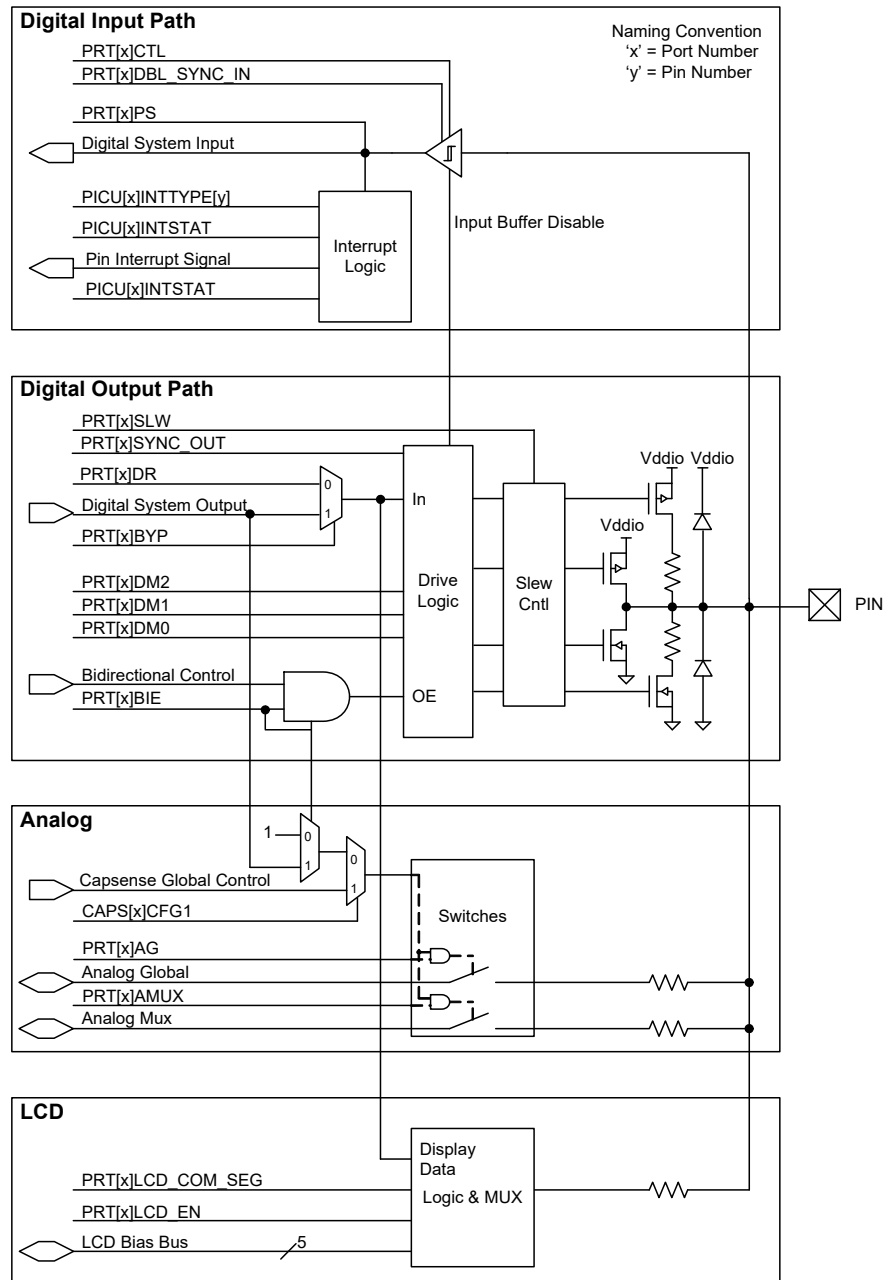 Digital Input Path
Naming Convention
‘x’ = Port Number
‘y’ = Pin Number
PRT[x]CTL
PRT[x]DBL_SYNC_IN
PRT[x]PS
Digital System Input
PICU[x]INTTYPE[y]
PICU[x]INTSTAT
Pin Interrupt Signal
PICU[x]INTSTAT
Interrupt
Logic
Input Buffer Disable
Digital Output Path
PRT[x]SLW
PRT[x]SYNC_OUT
PRT[x]DR
Digital System Output
PRT[x]BYP
0
1
In
Vddio Vddio
Vddio
PRT[x]DM2
PRT[x]DM1
PRT[x]DM0
Drive
Logic
Slew
Cntl
PIN
Bidirectional Control
PRT[x]BIE
OE
Analog
1
0
1
0
1
Capsense Global Control
CAPS[x]CFG1
Switches
PRT[x]AG
Analog Global
PRT[x]AMUX
Analog Mux
LCD
Display
Data
Logic & MUX
PRT[x]LCD_COM_SEG
PRT[x]LCD_EN
LCD Bias Bus
5